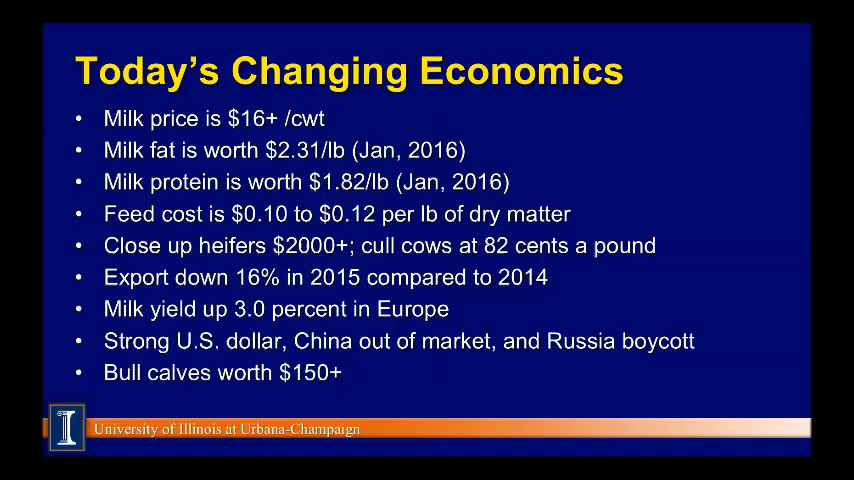 Today's Changing Economics
• Milk price is $16+ /cwt
• Milk fat is worth $2.31/lb (Jan, 2016)
• Milk protein is worth $1.82/lb (Jan, 2016)
• Feed cost is $0.10 to $0.12 per lb of dry matter
• Close up heifers $2000+; cull cows at 82 cents a pound
• Export down 16% in 2015 compared to 2014
• Milk yield up 3.0 percent in Europe
• Strong U.S. dollar, China out of market, and Russia boycott
• Bull calves worth $150+
I University of Illinois at Urbana-Champaign